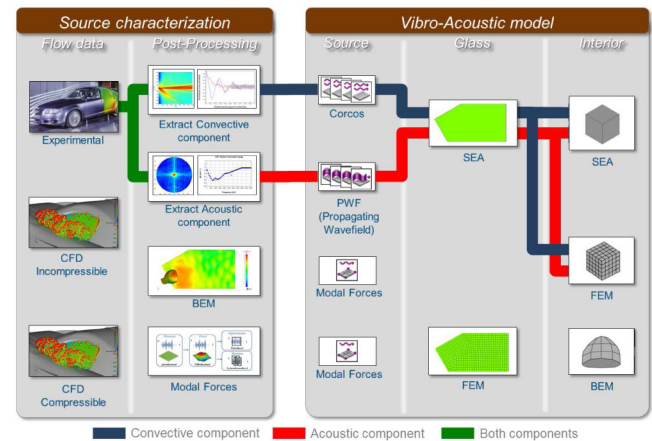 Source characterization
Vibro-Acoustic model
Flow data
Post-Processing
Source
Glass
Interior
Experimental
Extract Convective
component
Corcos
SEA
SEA
Extract Acoustic
component
PWF
(Propagating
Wavefield)
CFD
Incompressible
BEM
Modal Forces
FEM
CFD
Compressible
Modal Forces
Modal Forces
FEM
BEM
Convective component
Acoustic component
Both components